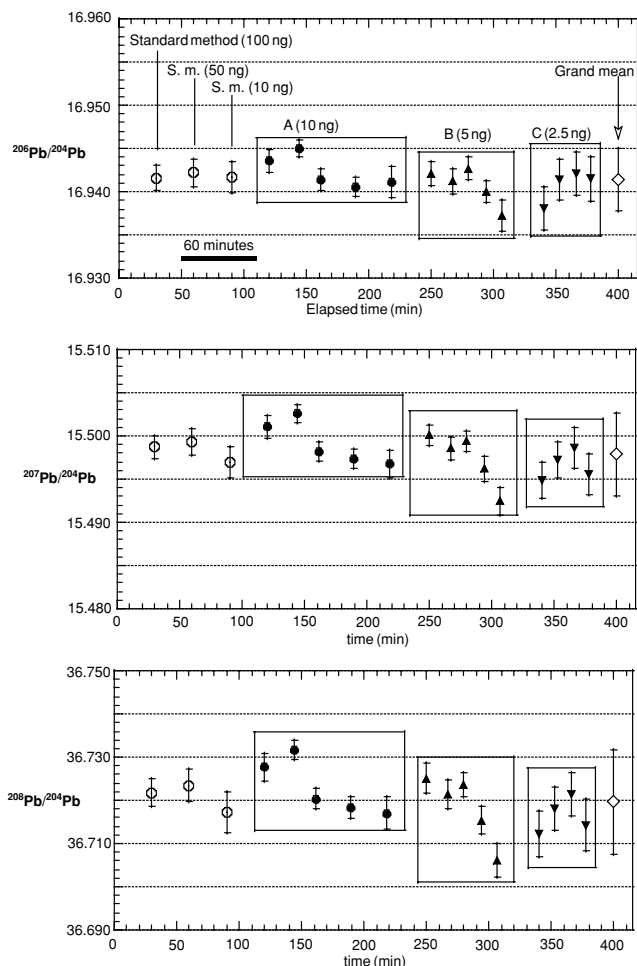 16.960
Standard method (100 ng)
S. m. (50 ng)
S. m. (10 ng)
Grand mean
16.950
A (10 ng)
B (5 ng)
C (2.5 ng)
²⁰⁶Pb/²⁰⁴Pb
16.940
60 minutes
16.930
0 50 100 150 200 250 300 350 400
Elapsed time (min)
15.510
15.500
²⁰⁷Pb/²⁰⁴Pb
15.490
15.480
0 50 100 150 200 250 300 350 400
time (min)
36.750
36.730
²⁰⁸Pb/²⁰⁴Pb
36.710
36.690
0 50 100 150 200 250 300 350 400
time (min)